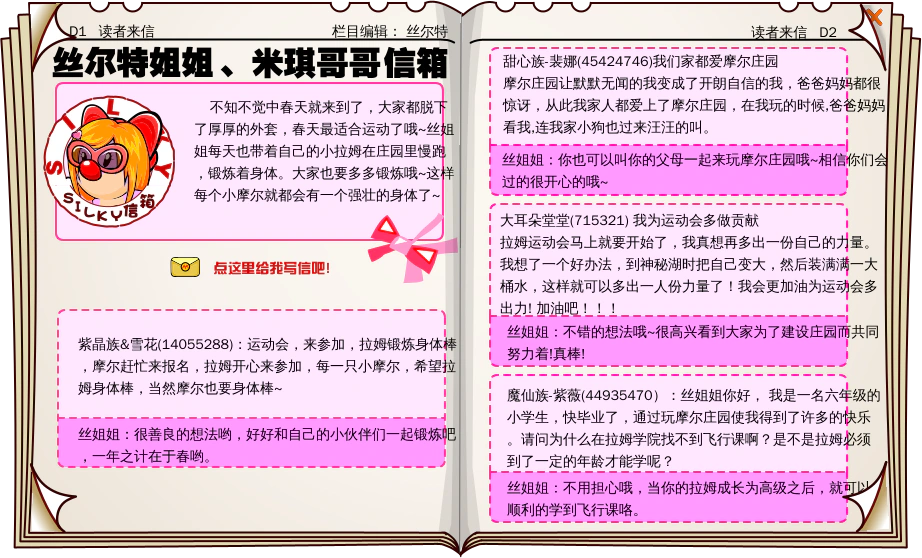 D1 读者来信
栏目编辑： 丝尔特
丝尔特姐姐、米琪哥哥信箱
SILKY
SILKY信箱
不知不觉中春天就来到了，大家都脱下
了厚厚的外套，春天最适合运动了哦~丝姐
姐每天也带着自己的小拉姆在庄园里慢跑
，锻炼着身体。大家也要多多锻炼哦~这样
每个小摩尔就都会有一个强壮的身体了~
点这里给我写信吧!
紫晶族&雪花(14055288)：运动会，来参加，拉姆锻炼身体棒
，摩尔赶忙来报名，拉姆开心来参加，每一只小摩尔，希望拉
姆身体棒，当然摩尔也要身体棒~
丝姐姐：很善良的想法哟，好好和自己的小伙伴们一起锻炼吧
，一年之计在于春哟。
读者来信 D2
甜心族-裴娜(45424746)我们家都爱摩尔庄园
摩尔庄园让默默无闻的我变成了开朗自信的我，爸爸妈妈都很
惊讶，从此我家人都爱上了摩尔庄园，在我玩的时候,爸爸妈妈
看我,连我家小狗也过来汪汪的叫。
丝姐姐：你也可以叫你的父母一起来玩摩尔庄园哦~相信你们会
过的很开心的哦~
大耳朵堂堂(715321) 我为运动会多做贡献
拉姆运动会马上就要开始了，我真想再多出一份自己的力量。
我想了一个好办法，到神秘湖时把自己变大，然后装满满一大
桶水，这样就可以多出一人份力量了！我会更加油为运动会多
出力! 加油吧！！！
丝姐姐：不错的想法哦~很高兴看到大家为了建设庄园而共同
努力着!真棒!
魔仙族-紫薇(44935470）：丝姐姐你好， 我是一名六年级的
小学生，快毕业了，通过玩摩尔庄园使我得到了许多的快乐
。请问为什么在拉姆学院找不到飞行课啊？是不是拉姆必须
到了一定的年龄才能学呢？
丝姐姐：不用担心哦，当你的拉姆成长为高级之后，就可以
顺利的学到飞行课咯。